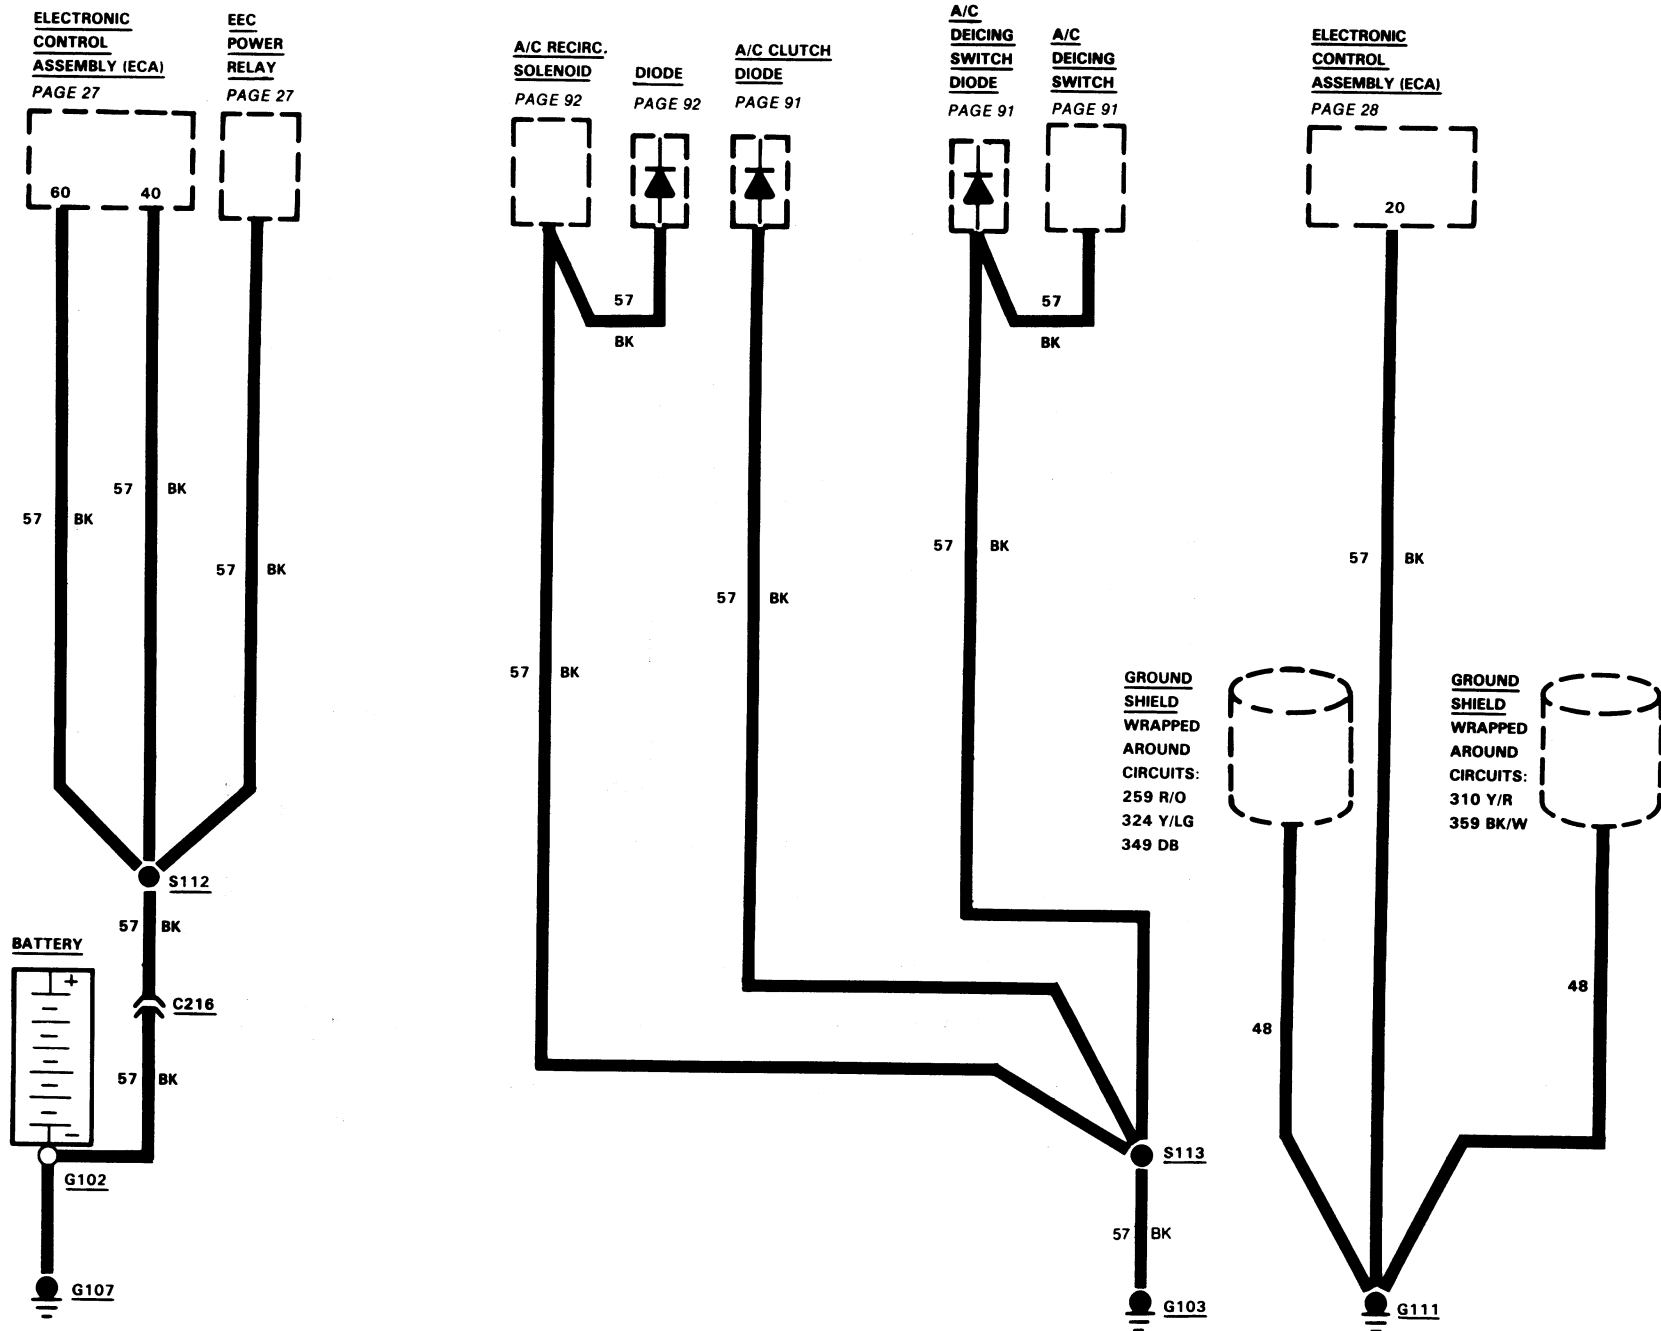 ELECTRONIC
CONTROL
ASSEMBLY (ECA)
PAGE 27
60
40
EEC
POWER
RELAY
PAGE 27
A/C RECIRC.
SOLENOID
PAGE 92
DIODE
PAGE 92
A/C CLUTCH
DIODE
PAGE 91
A/C
DEICING
SWITCH
DIODE
PAGE 91
A/C
DEICING
SWITCH
PAGE 91
ELECTRONIC
CONTROL
ASSEMBLY (ECA)
PAGE 28
20
57
BK
57
BK
57 BK
57 BK
57 BK
57 BK
57 BK
57 BK
57 BK
57 BK
GROUND
SHIELD
WRAPPED
AROUND
CIRCUITS:
259 R/O
324 Y/LG
349 DB
GROUND
SHIELD
WRAPPED
AROUND
CIRCUITS:
310 Y/R
359 BK/W
S112
57 BK
BATTERY
+
C216
48
48
57 BK
−
G102
S113
57 BK
G107
G103
G111